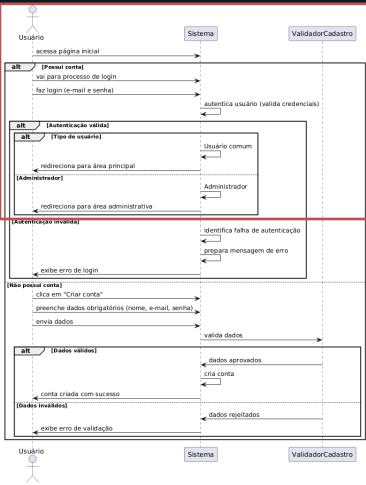 Usuário
Sistema
ValidadorCadastro
acessa página inicial
alt [Possui conta]
vai para processo de login
faz login (e-mail e senha)
autentica usuário (valida credenciais)
alt [Autenticação válida]
alt [Tipo de usuário]
Usuário comum
redireciona para área principal
[Administrador]
Administrador
redireciona para área administrativa
[Autenticação inválida]
identifica falha de autenticação
prepara mensagem de erro
exibe erro de login
[Não possui conta]
clica em "Criar conta"
preenche dados obrigatórios (nome, e-mail, senha)
envia dados
valida dados
alt [Dados válidos]
dados aprovados
cria conta
conta criada com sucesso
[Dados inválidos]
dados rejeitados
exibe erro de validação
Usuário
Sistema
ValidadorCadastro